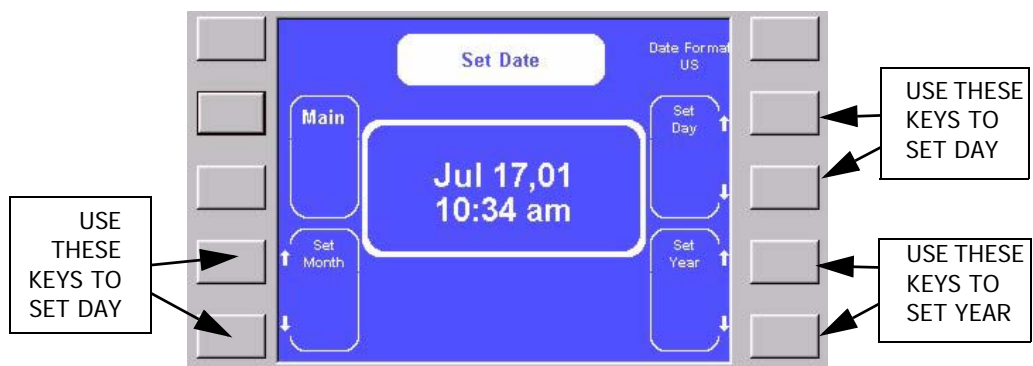 Set Date
Date Format
US
Main
Set
Day
Jul 17,01
10:34 am
Set
Month
Set
Year
USE THESE
KEYS TO
SET DAY
USE
THESE
KEYS TO
SET DAY
USE THESE
KEYS TO
SET YEAR